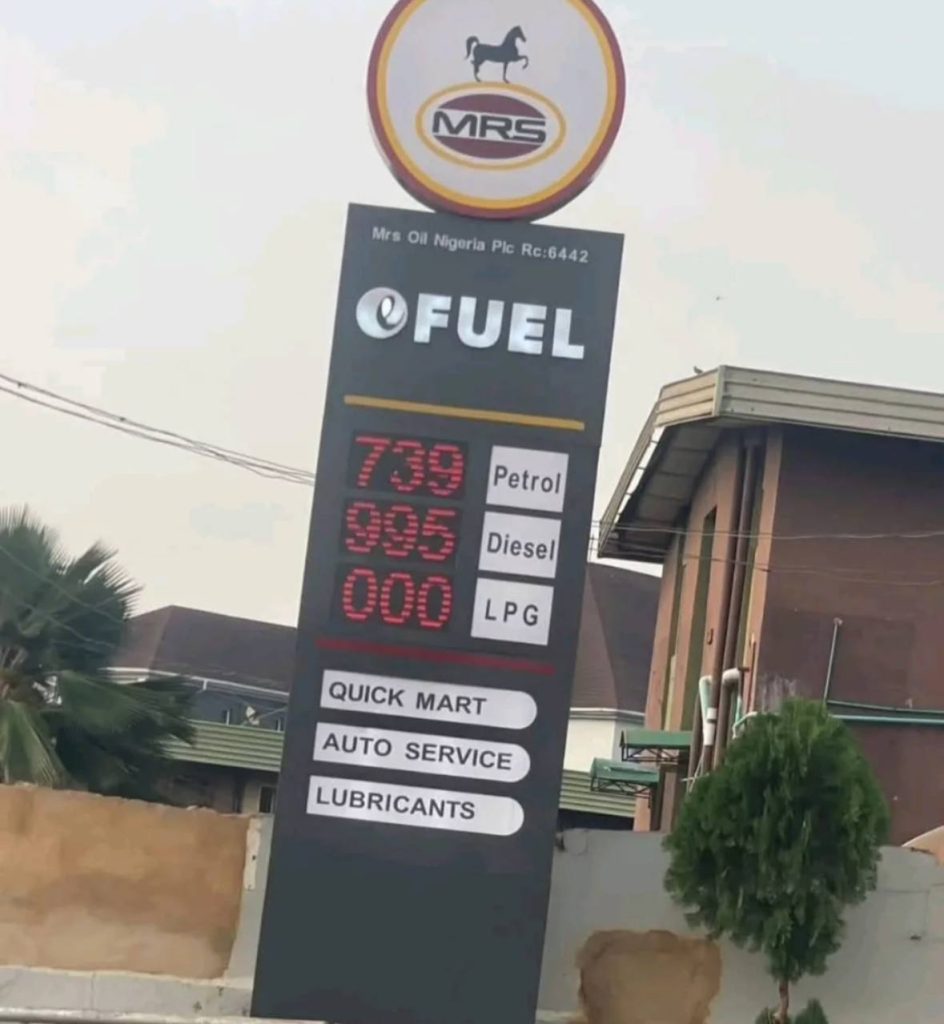 MRS
Mrs Oil Nigeria Plc Rc:6442
e FUEL
739 Petrol
995 Diesel
000 LPG
QUICK MART
AUTO SERVICE
LUBRICANTS